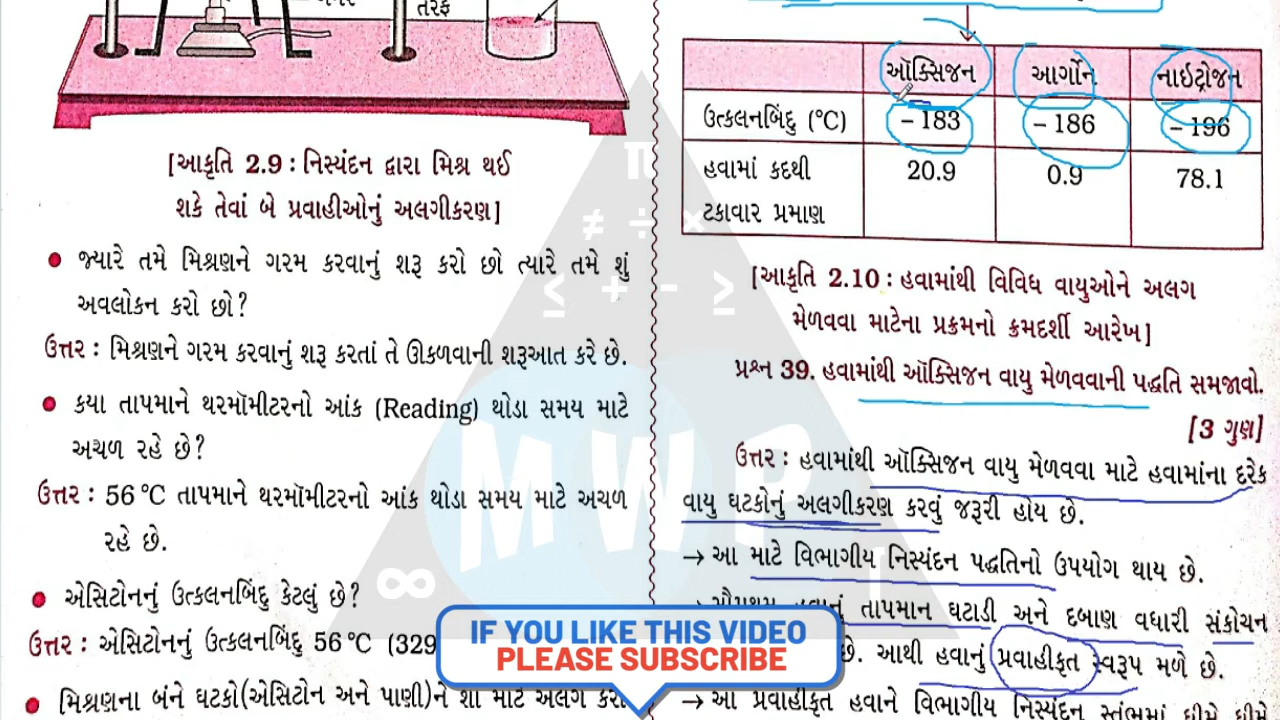 તરફ
[આકૃતિ 2.9 : નિસ્યંદન દ્વારા મિશ્ર થઈ
શકે તેવાં બે પ્રવાહીઓનું અલગીકરણ]
જ્યારે તમે મિશ્રણને ગરમ કરવાનું શરૂ કરો છો ત્યારે તમે શું
અવલોકન કરો છો?
ઉત્તર : મિશ્રણને ગરમ કરવાનું શરૂ કરતાં તે ઊકળવાની શરૂઆત કરે છે.
કયા તાપમાને થરમૉમીટરનો આંક (Reading) થોડા સમય માટે
અચળ રહે છે?
ઉત્તર : 56 °C તાપમાને થરમૉમીટરનો આંક થોડા સમય માટે અચળ
રહે છે.
એસિટોનનું ઉત્કલનબિંદુ કેટલું છે?
ઉત્તર : એસિટોનનું ઉત્કલનબિંદુ 56 °C (329
મિશ્રણના બંને ઘટકો(એસિટોન અને પાણી)ને શા માટે અલગ
ઑક્સિજન આર્ગોન નાઇટ્રોજન
ઉત્કલનબિંદુ (°C) – 183 – 186 – 196
હવામાં કદથી 20.9 0.9 78.1
ટકાવાર પ્રમાણ
[આકૃતિ 2.10 : હવામાંથી વિવિધ વાયુઓને અલગ
મેળવવા માટેના પ્રક્રમનો ક્રમદર્શી આરેખ]
પ્રશ્ન 39. હવામાંથી ઑક્સિજન વાયુ મેળવવાની પદ્ધતિ સમજાવો.
[3 ગુણ]
ઉત્તર : હવામાંથી ઑક્સિજન વાયુ મેળવવા માટે હવામાંના દરેક
વાયુ ઘટકોનું અલગીકરણ કરવું જરૂરી હોય છે.
→ આ માટે વિભાગીય નિસ્યંદન પદ્ધતિનો ઉપયોગ થાય છે.
તાપમાન ઘટાડી અને દબાણ વધારી સંકોચન
છે. આથી હવાનું પ્રવાહીકૃત સ્વરૂપ મળે છે.
→ આ પ્રવાહીકૃત હવાને વિભાગીય નિસ્યંદન સ્તંભમાં ધીમે ધીમે
π
≠ ÷ ×
≤ + - ≥
MWP
∞
IF YOU LIKE THIS VIDEO
PLEASE SUBSCRIBE